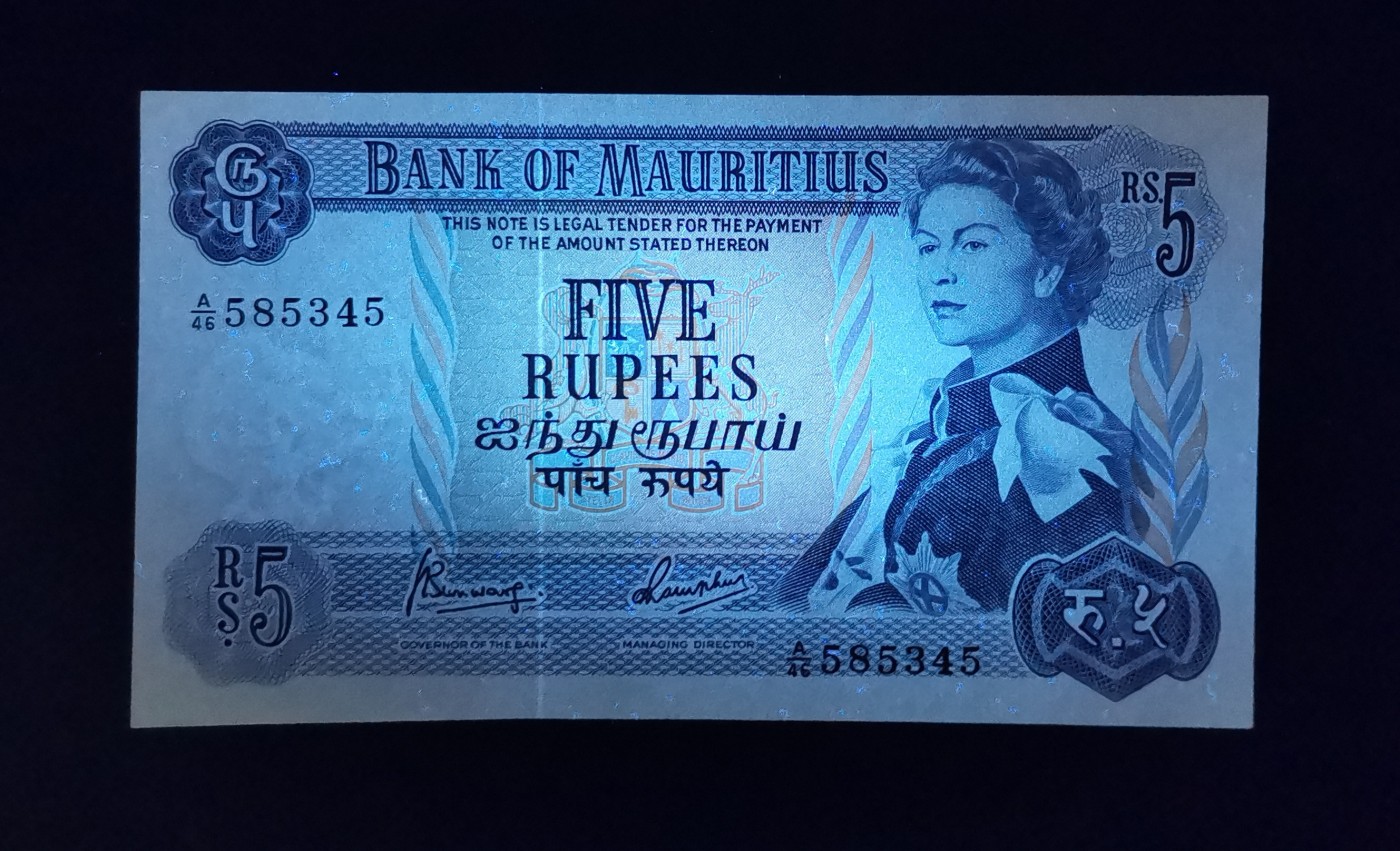 BANK OF MAURITIUS
RS. 5
THIS NOTE IS LEGAL TENDER FOR THE PAYMENT
OF THE AMOUNT STATED THEREON
A/46 585345
FIVE
RUPEES
ஐந்து ரூபாய்
पाँच रूपये
RS 5
GOVERNOR OF THE BANK
MANAGING DIRECTOR
A/46 585345
रु. ५